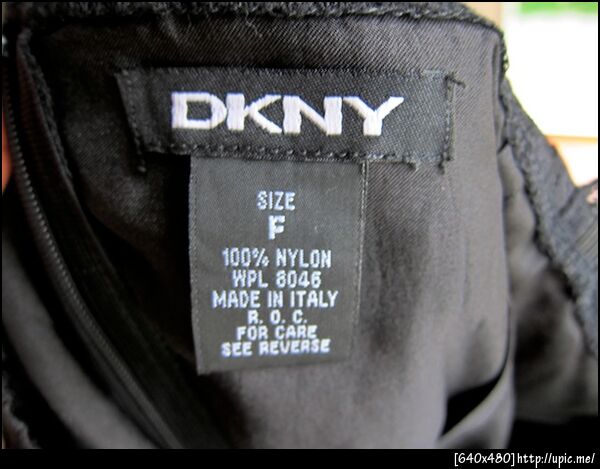 DKNY
SIZE
F
100% NYLON
WPL 8046
MADE IN ITALY
R. O. C.
FOR CARE
SEE REVERSE
[640x480]http://upic.me/